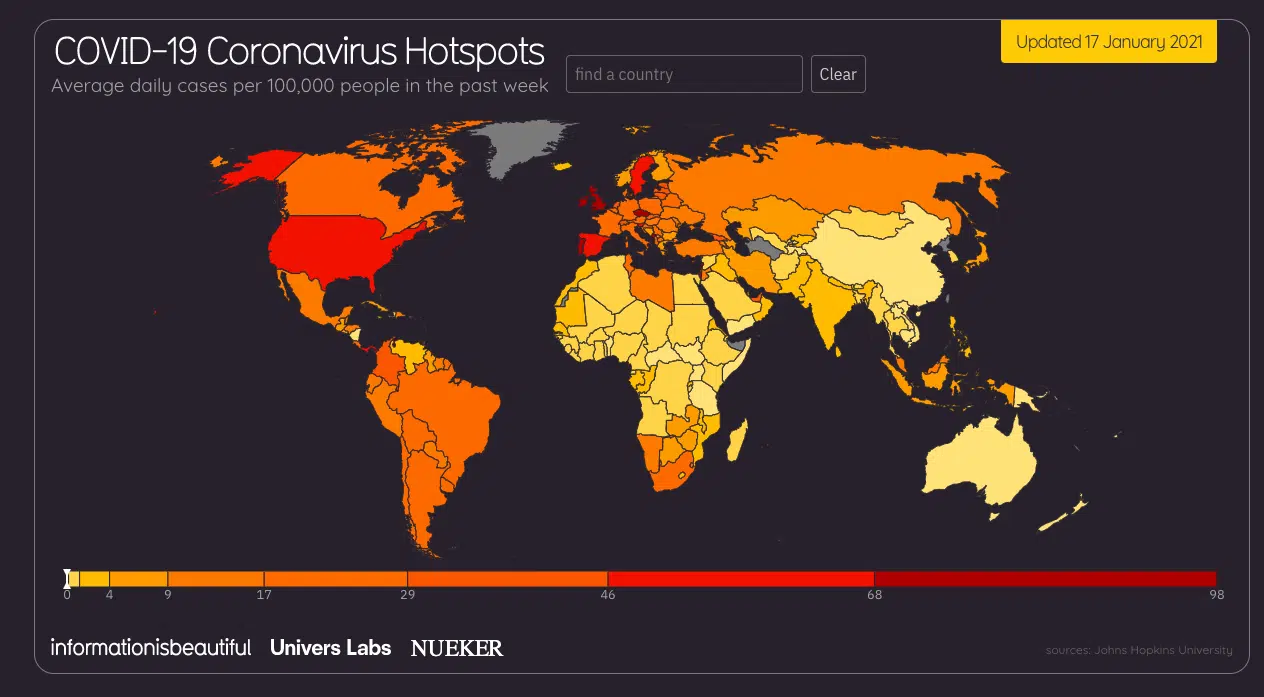 COVID-19 Coronavirus Hotspots
Updated 17 January 2021
Average daily cases per 100,000 people in the past week
find a country
Clear
0 4 9 17 29 46 68 98
informationisbeautiful Univers Labs NUEKER
sources: Johns Hopkins University